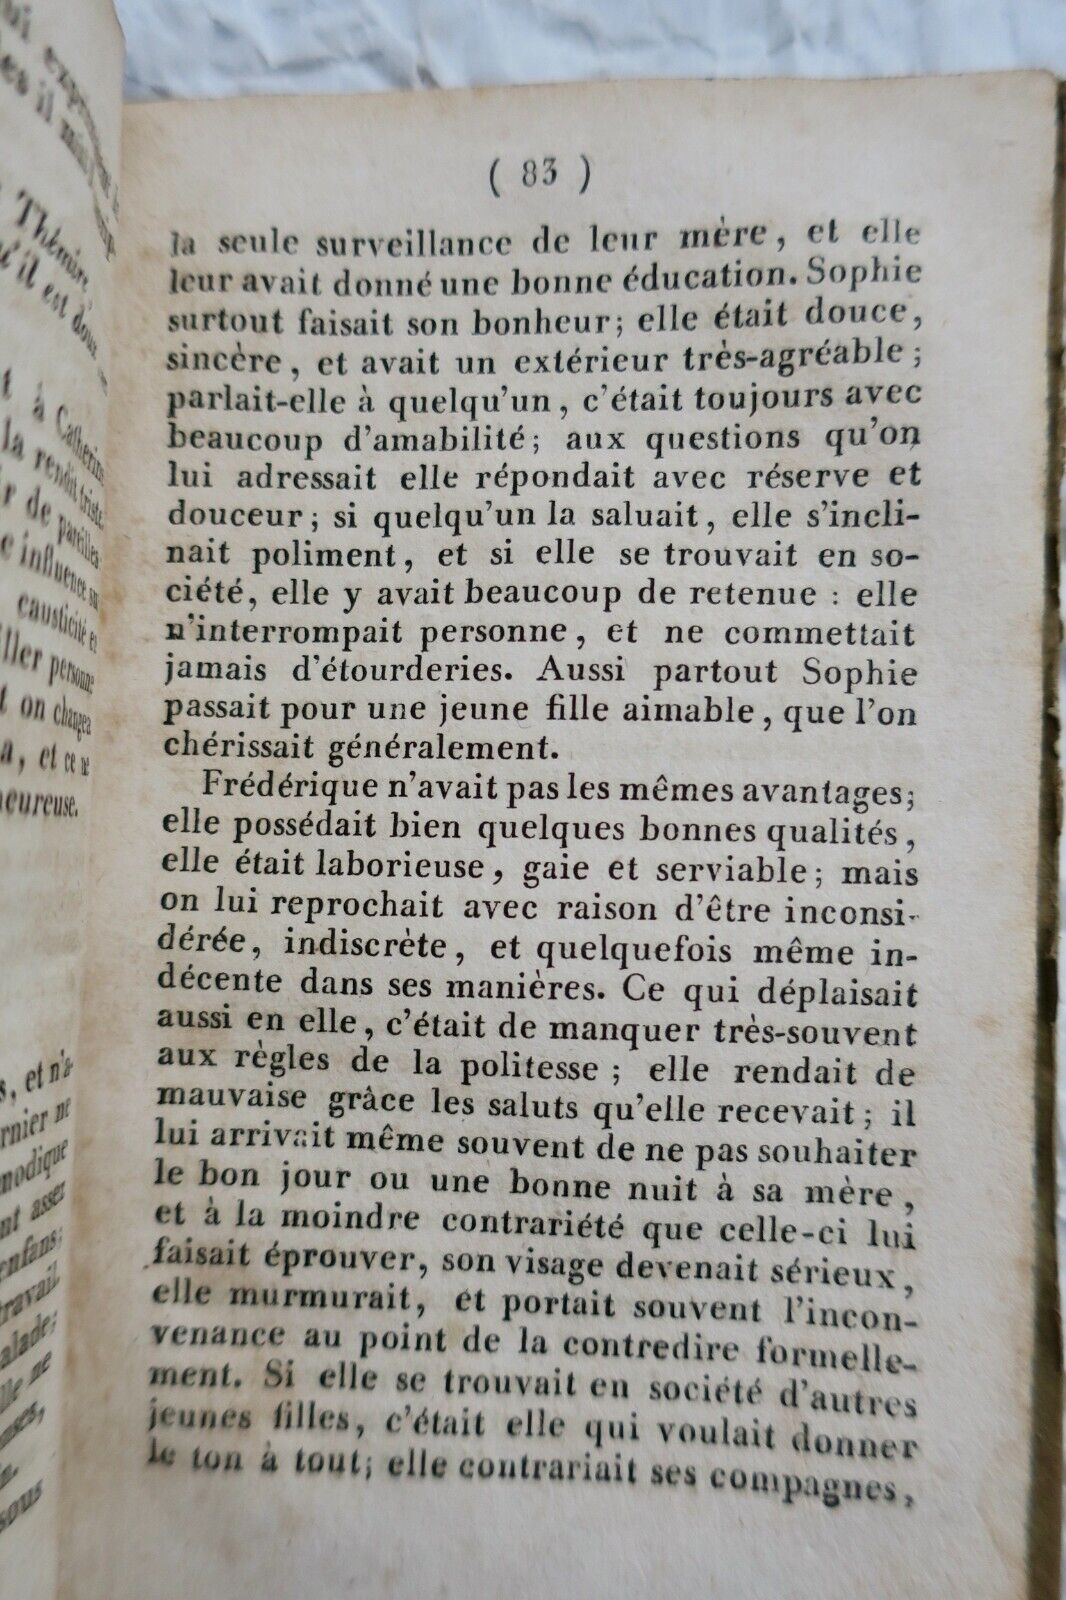 ( 83 )
la seule surveillance de leur mère, et elle
leur avait donné une bonne éducation. Sophie
surtout faisait son bonheur; elle était douce,
sincère, et avait un extérieur très-agréable;
parlait-elle à quelqu'un, c'était toujours avec
beaucoup d'amabilité; aux questions qu'on
lui adressait elle répondait avec réserve et
douceur; si quelqu'un la saluait, elle s'incli-
nait poliment, et si elle se trouvait en so-
ciété, elle y avait beaucoup de retenue : elle
n'interrompait personne, et ne commettait
jamais d'étourderies. Aussi partout Sophie
passait pour une jeune fille aimable, que l'on
chérissait généralement.
Frédérique n'avait pas les mêmes avantages;
elle possédait bien quelques bonnes qualités,
elle était laborieuse, gaie et serviable; mais
on lui reprochait avec raison d'être inconsi-
dérée, indiscrète, et quelquefois même in-
décente dans ses manières. Ce qui déplaisait
aussi en elle, c'était de manquer très-souvent
aux règles de la politesse; elle rendait de
mauvaise grâce les saluts qu'elle recevait; il
lui arrivait même souvent de ne pas souhaiter
le bon jour ou une bonne nuit à sa mère,
et à la moindre contrariété que celle-ci lui
faisait éprouver, son visage devenait sérieux,
elle murmurait, et portait souvent l'incon-
venance au point de la contredire formelle-
ment. Si elle se trouvait en société d'autres
jeunes filles, c'était elle qui voulait donner
le ton à tout; elle contrariait ses compagnes,